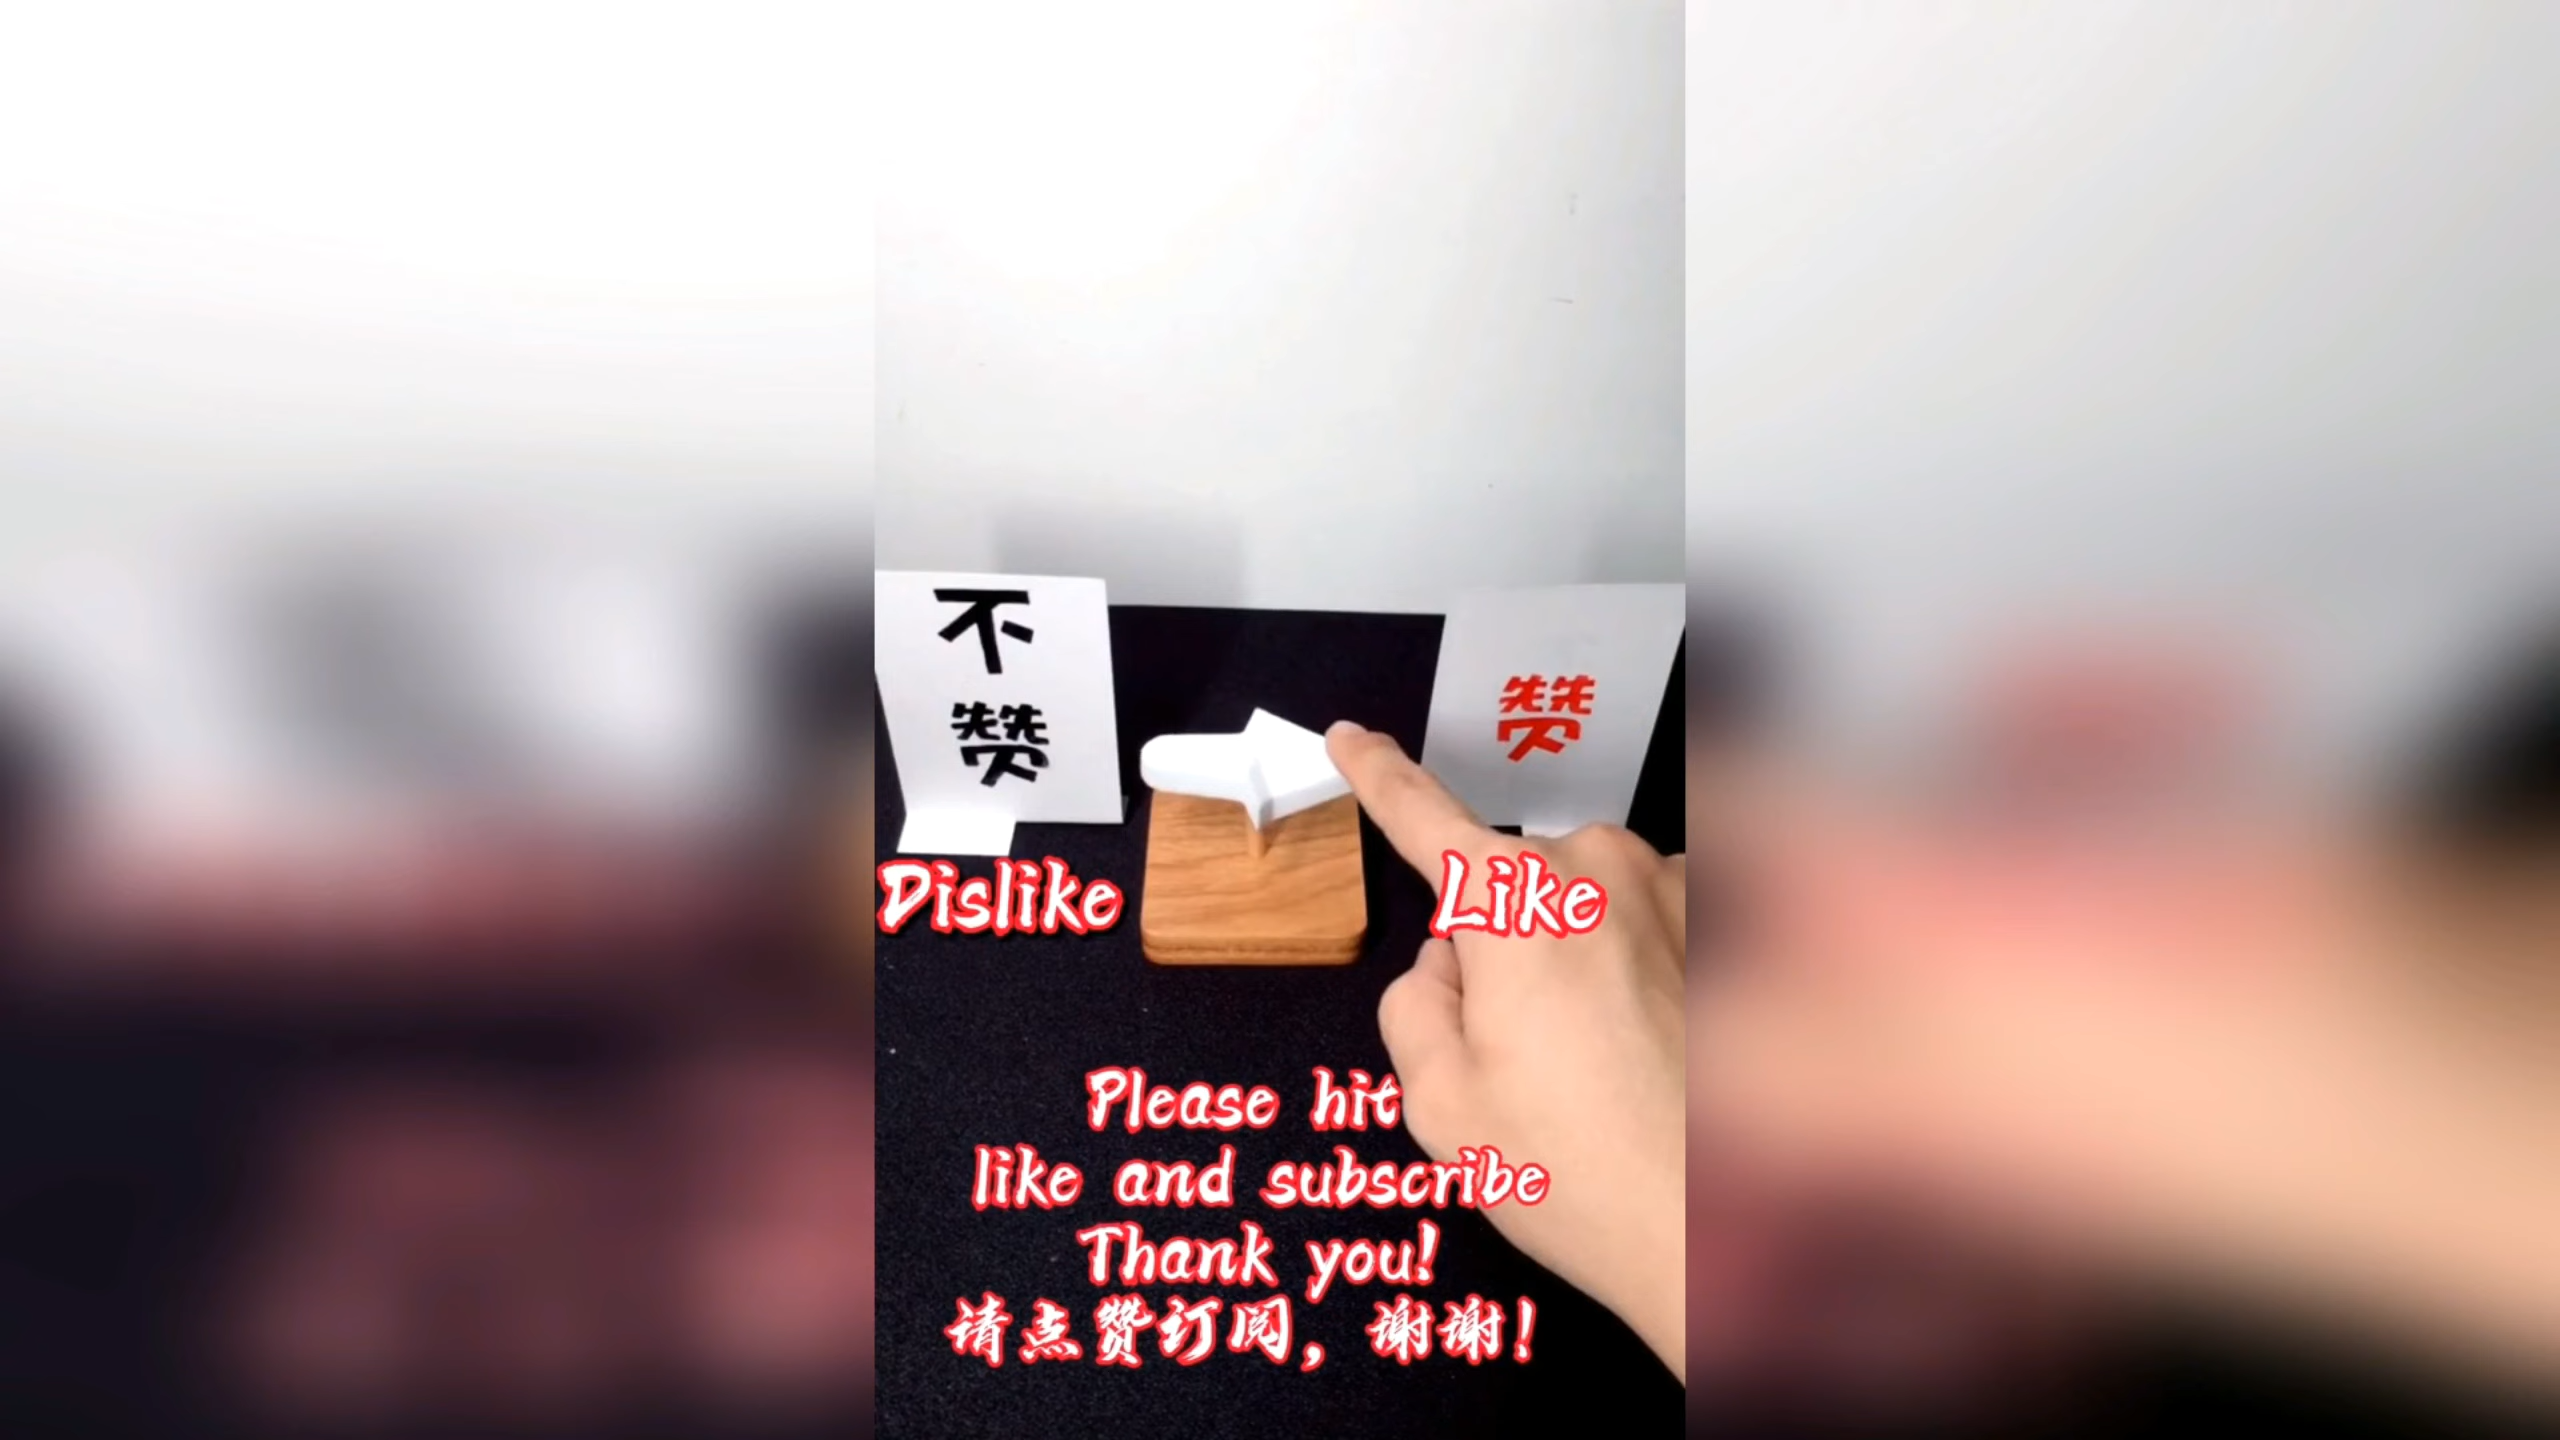 不
赞
赞
Dislike
Like
Please hit
like and subscribe
Thank you!
请点赞订阅，谢谢！